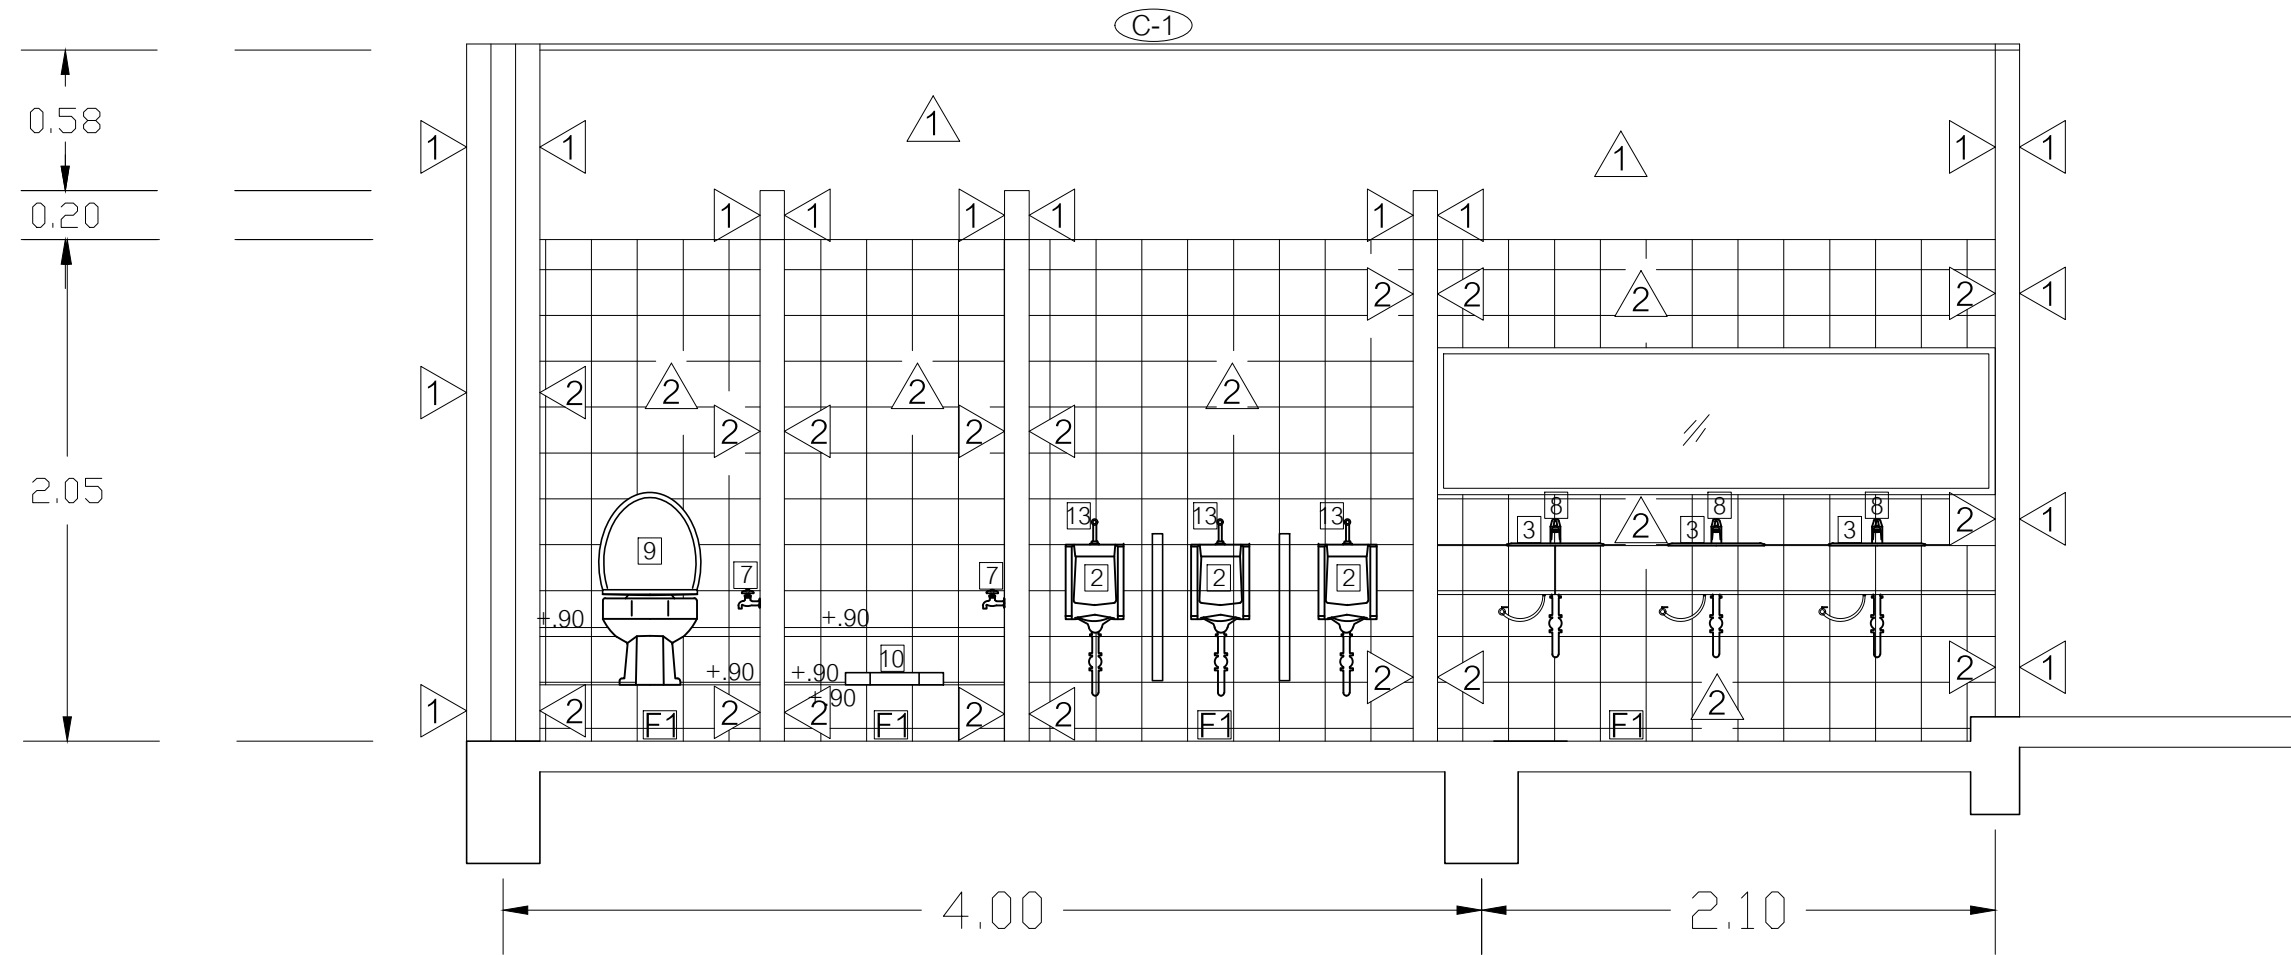 C-1
0.58
1 1 1 1 1 1
0.20
1 1 1 1 1 1
2 2 2 2 1
1 2 2 2 2
2 2 2 2
2.05
13 13 13 8 8 8
3 2 3 3 2 1
9
7 7 2 2 2
+.90 +.90
10
+.90 +.90 2 2 2 1
+.90
1 2 2 2 2 2 2
F1 F1 F1 F1
4.00 2.10